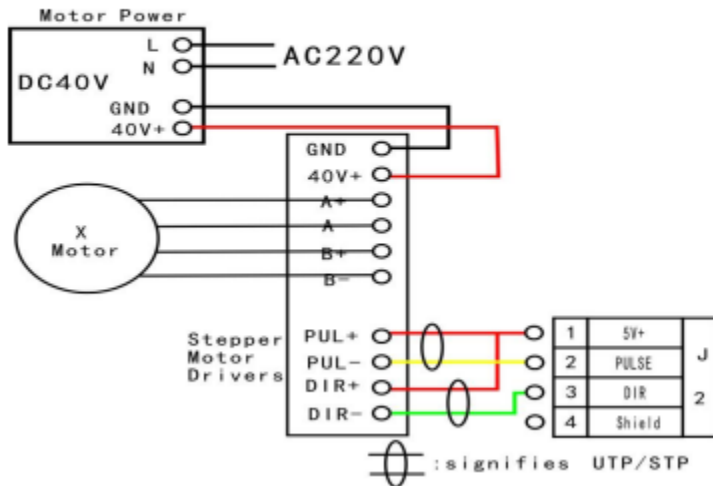 Motor Power
L
AC220V
N
DC40V
GND
40V+
GND
40V+
A+
A
X
Motor
B+
B-
Stepper
Motor
Drivers
PUL+
PUL-
DIR+
DIR-
1 5V+
2 PULSE
3 DIR
4 Shield
J
2
:signifies UTP/STP